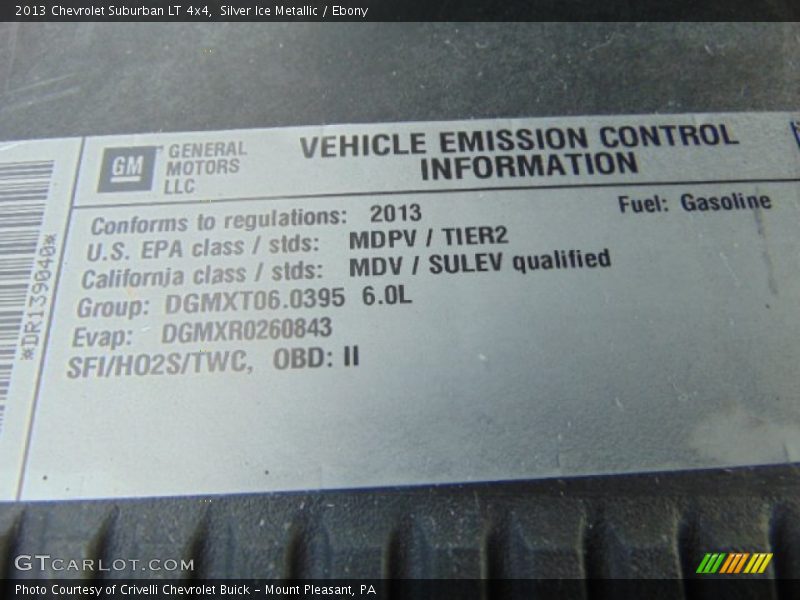 2013 Chevrolet Suburban LT 4x4, Silver Ice Metallic / Ebony
GM
GENERAL
MOTORS
LLC
VEHICLE EMISSION CONTROL
INFORMATION
Fuel: Gasoline
Conforms to regulations: 2013
U.S. EPA class / stds: MDPV / TIER2
California class / stds: MDV / SULEV qualified
Group: DGMXT06.0395 6.0L
Evap: DGMXR0260843
SFI/HO2S/TWC, OBD: II
*DR139040*
GTCARLOT.COM
Photo Courtesy of Crivelli Chevrolet Buick - Mount Pleasant, PA